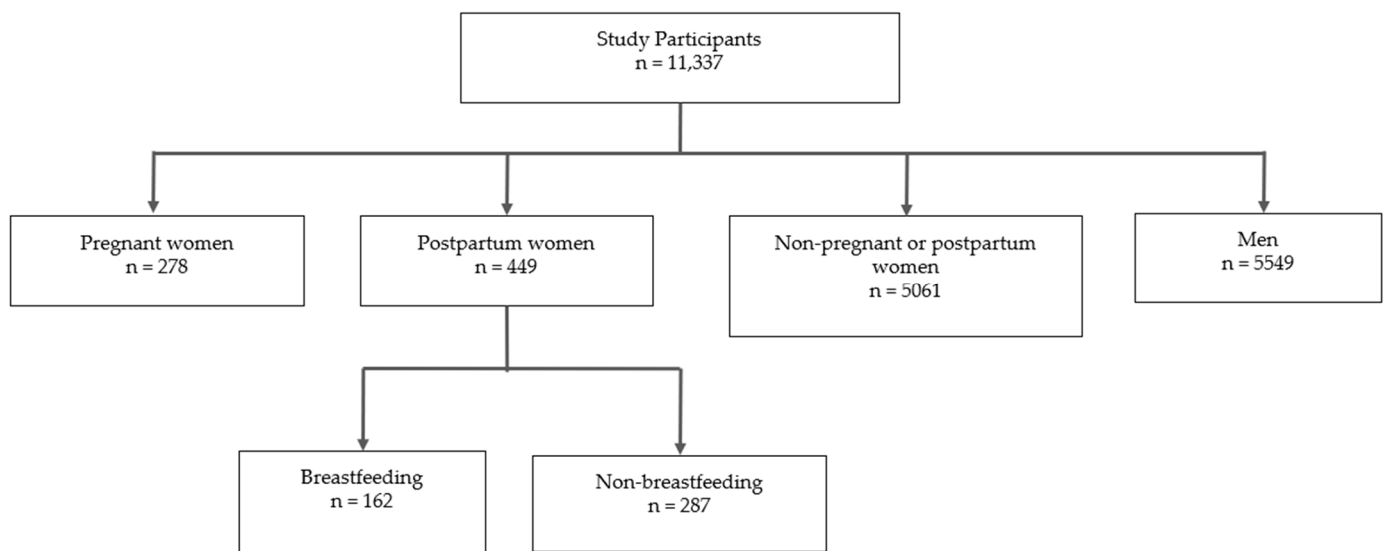 Study Participants
n = 11,337
Pregnant women
n = 278
Postpartum women
n = 449
Non-pregnant or postpartum
women
n = 5061
Men
n = 5549
Breastfeeding
n = 162
Non-breastfeeding
n = 287